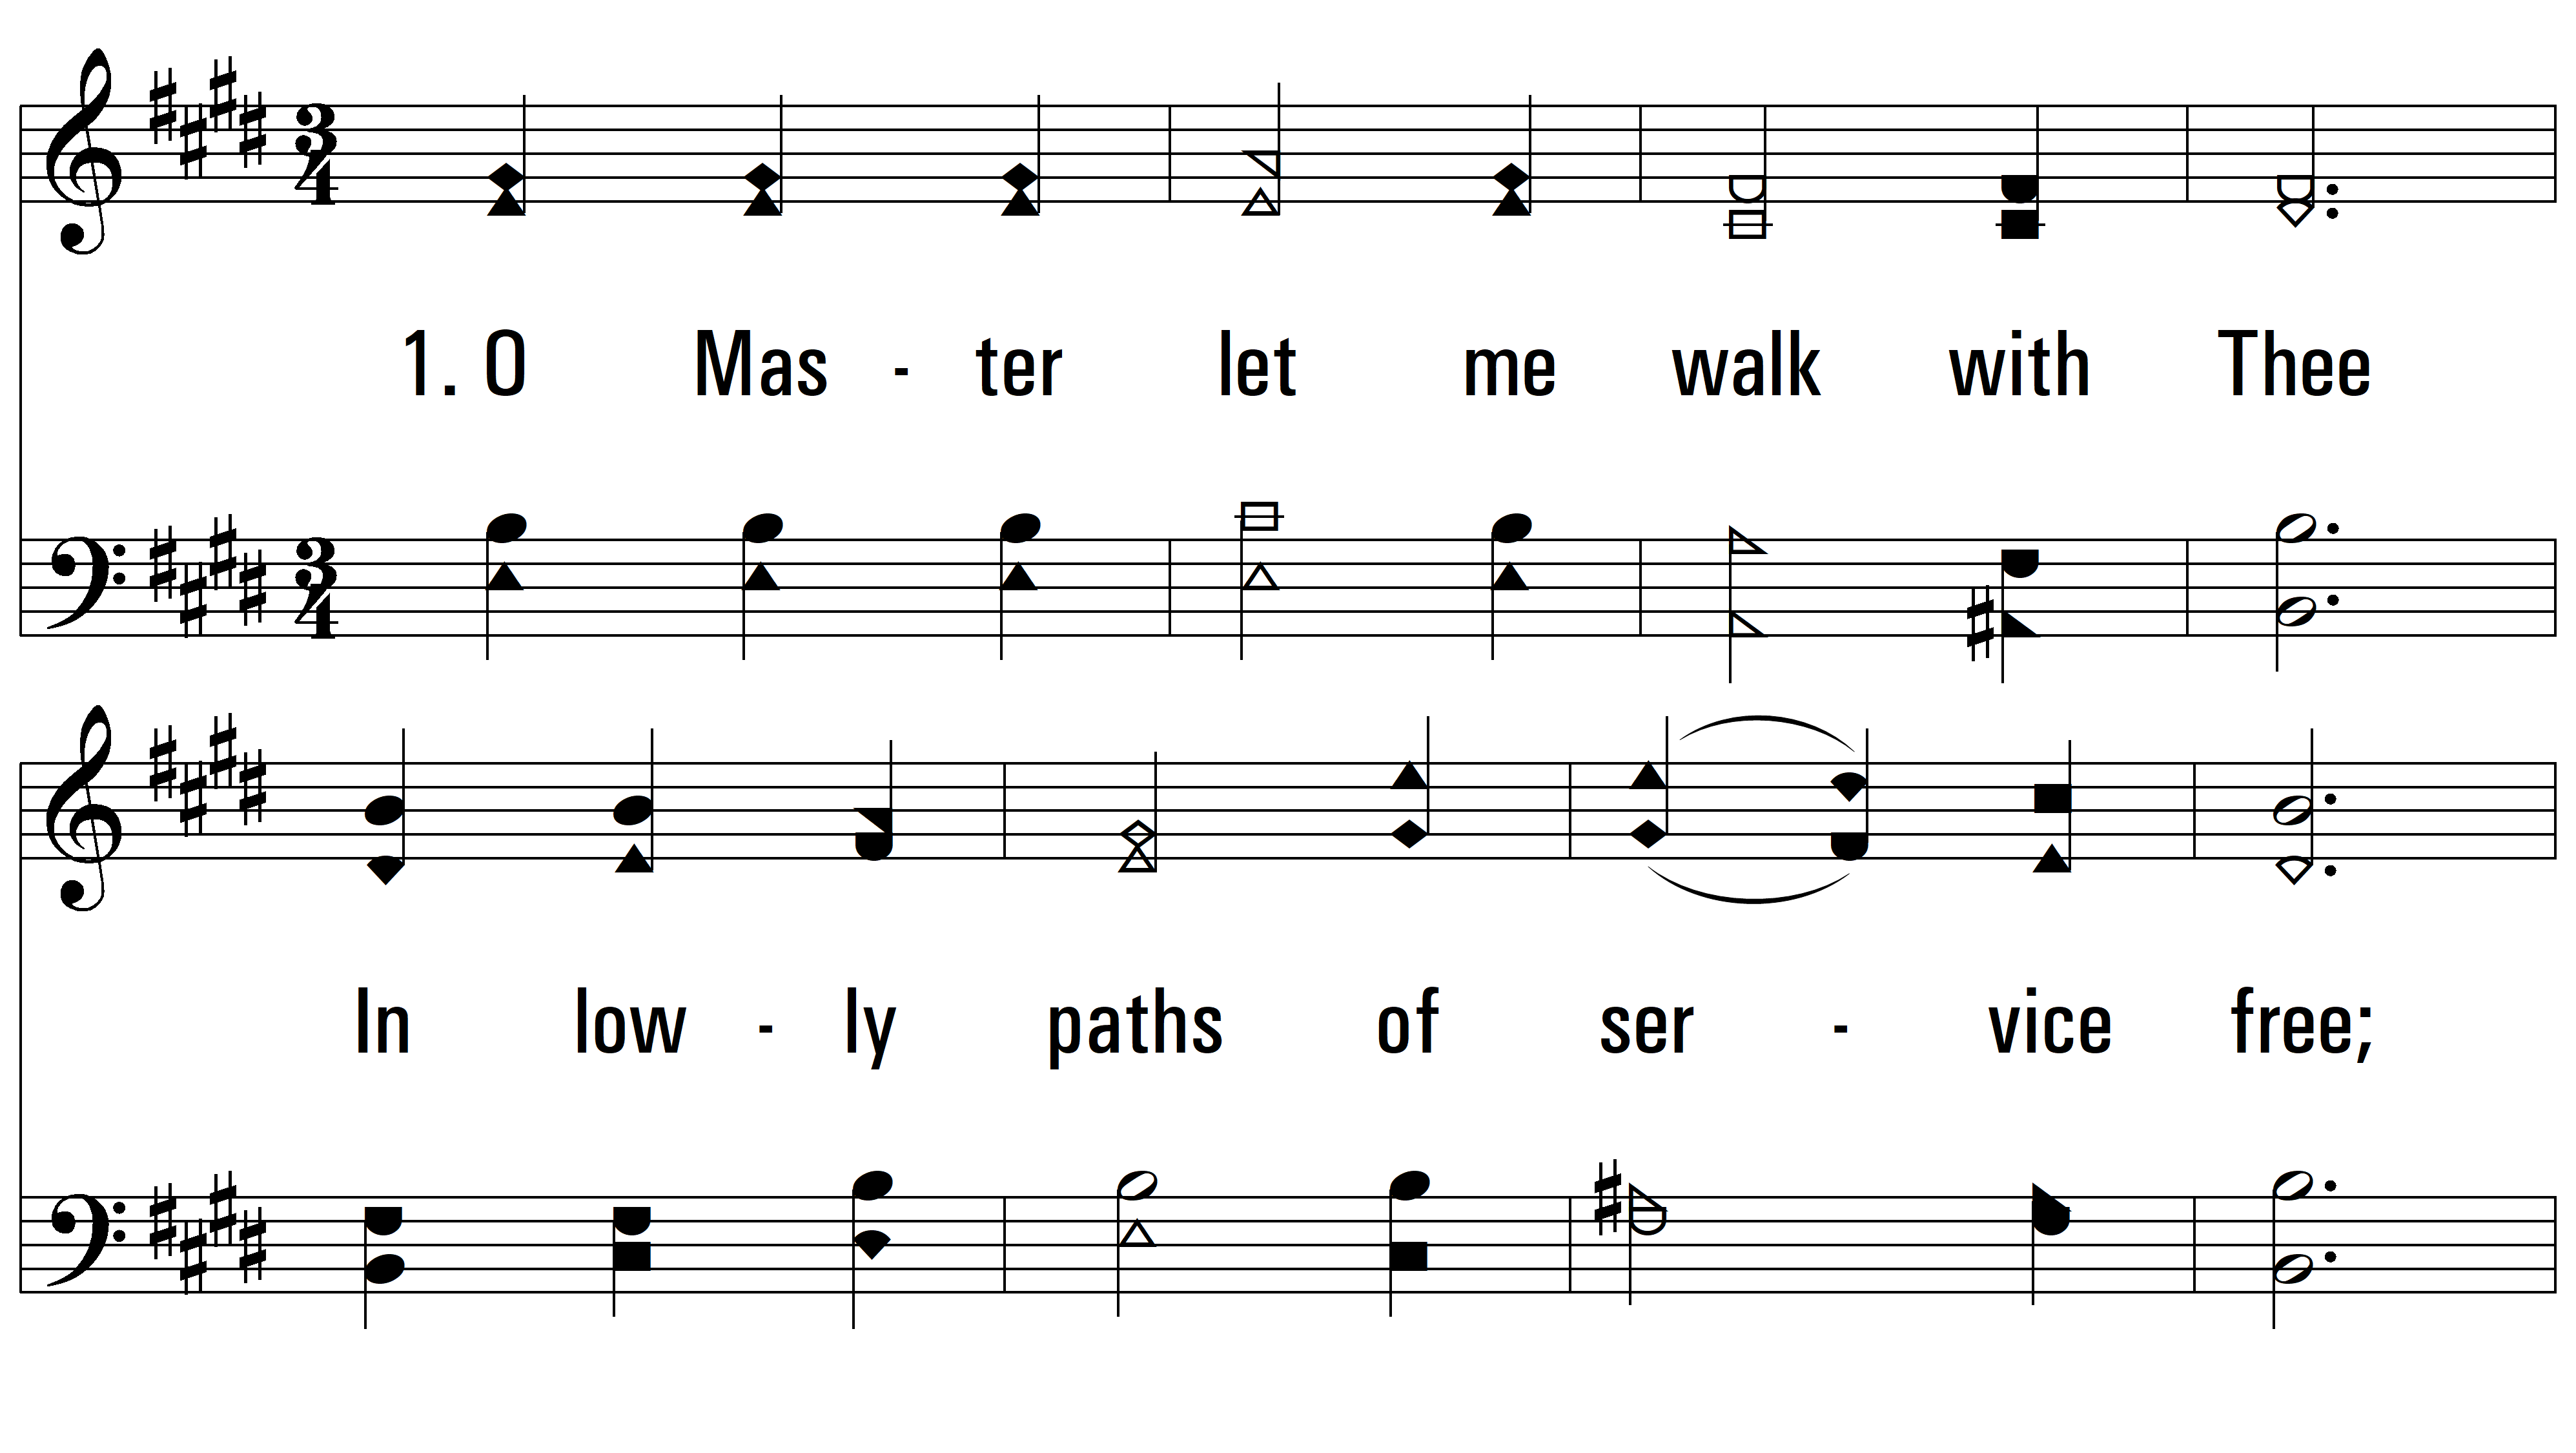 1. O Mas - ter let me walk with Thee
In low - ly paths of ser - vice free;